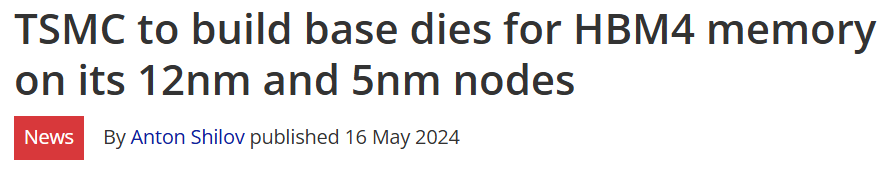 TSMC to build base dies for HBM4 memory
on its 12nm and 5nm nodes
News By Anton Shilov published 16 May 2024